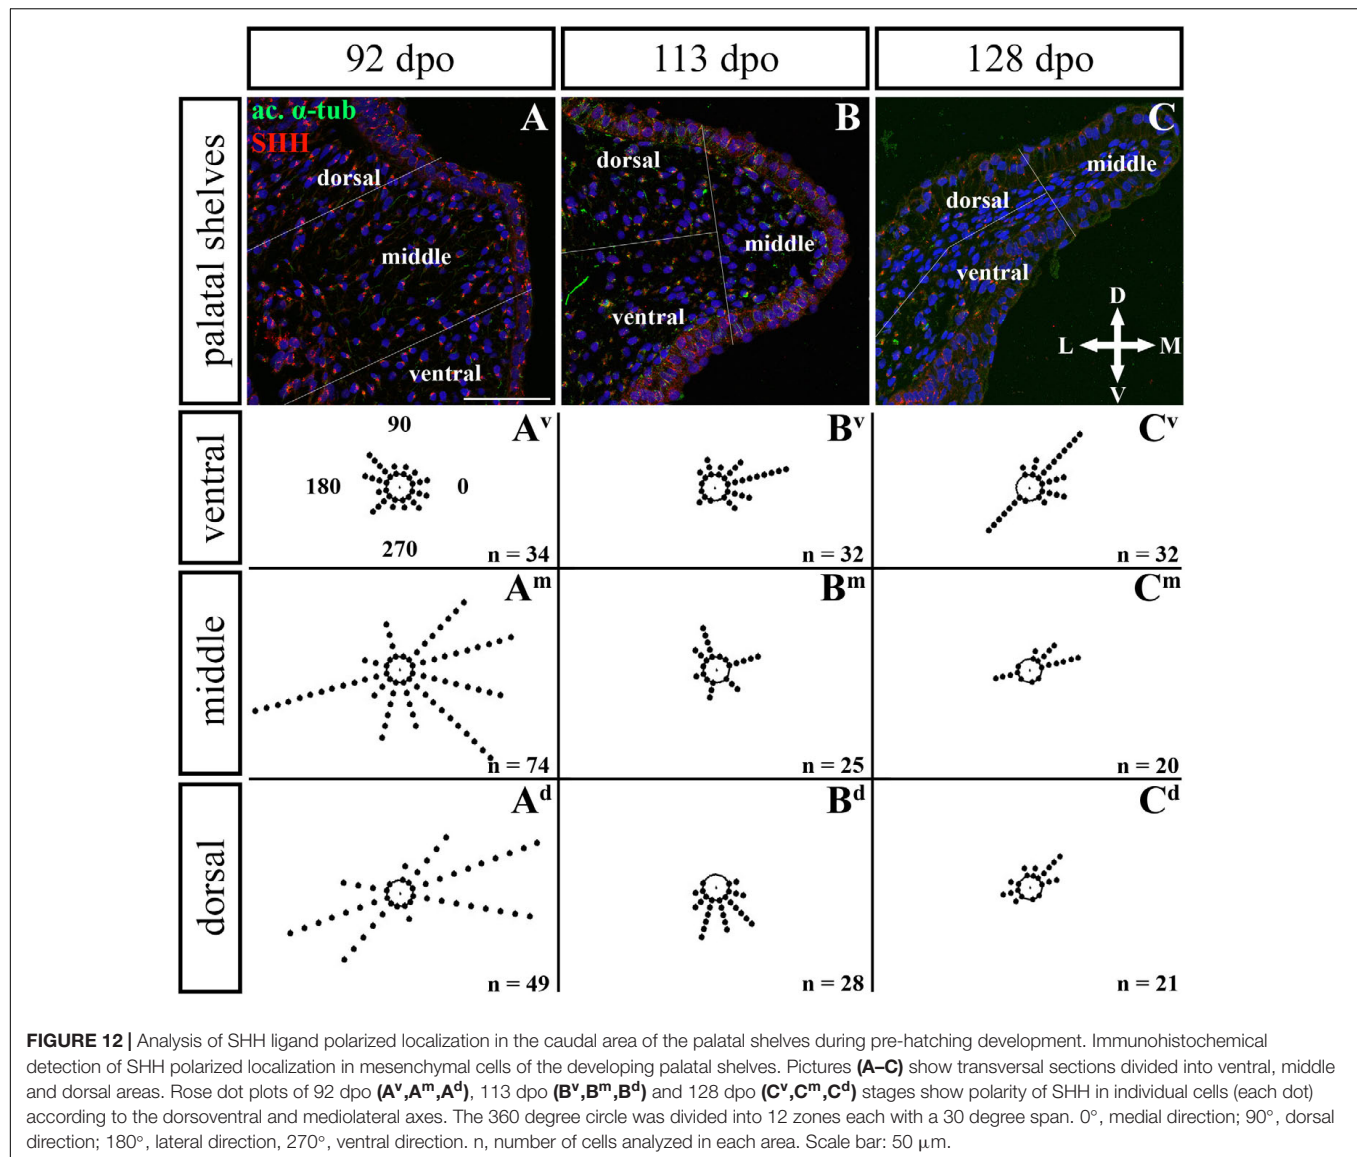 92 dpo
113 dpo
128 dpo
palatal shelves
ac. α-tub
SHH
A
dorsal
middle
ventral
B
dorsal
middle
ventral
C
middle
dorsal
ventral
D
L M
V
ventral
90
180 0
270
Av
n = 34
Bv
n = 32
Cv
n = 32
middle
Am
n = 74
Bm
n = 25
Cm
n = 20
dorsal
Ad
n = 49
Bd
n = 28
Cd
n = 21
FIGURE 12 | Analysis of SHH ligand polarized localization in the caudal area of the palatal shelves during pre-hatching development. Immunohistochemical
detection of SHH polarized localization in mesenchymal cells of the developing palatal shelves. Pictures (A–C) show transversal sections divided into ventral, middle
and dorsal areas. Rose dot plots of 92 dpo (Av,Am,Ad), 113 dpo (Bv,Bm,Bd) and 128 dpo (Cv,Cm,Cd) stages show polarity of SHH in individual cells (each dot)
according to the dorsoventral and mediolateral axes. The 360 degree circle was divided into 12 zones each with a 30 degree span. 0°, medial direction; 90°, dorsal
direction; 180°, lateral direction, 270°, ventral direction. n, number of cells analyzed in each area. Scale bar: 50 μm.